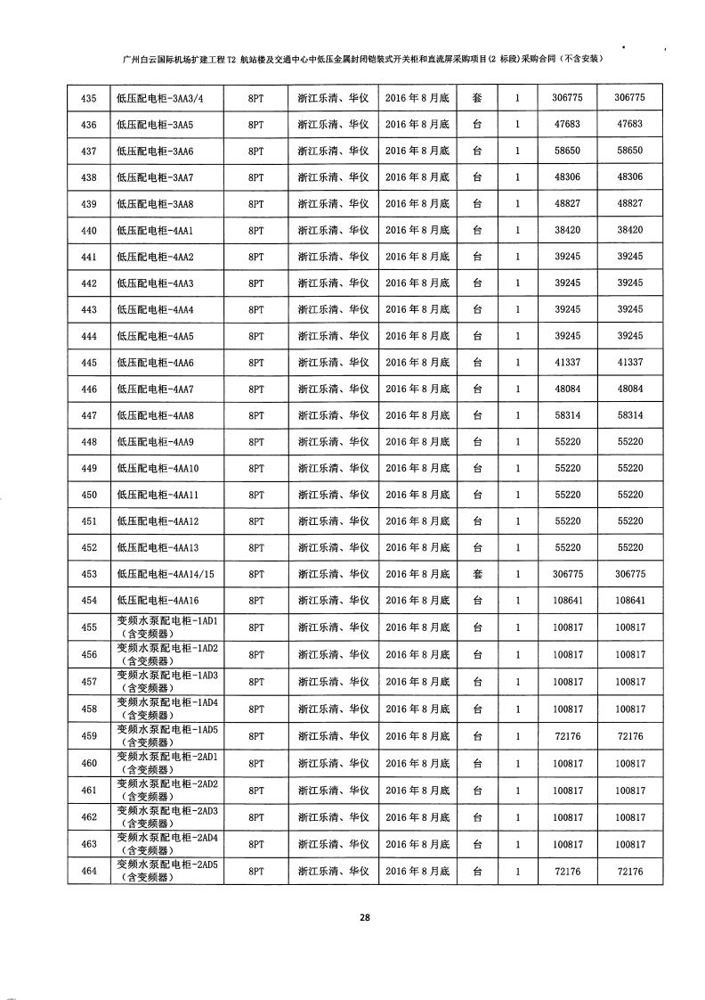 广州白云国际机场扩建工程 T2 航站楼及交通中心中低压金属封闭铠装式开关柜和直流屏采购项目(2 标段)采购合同（不含安装）
435 低压配电柜-3AA3/4 8PT 浙江乐清、华仪 2016 年 8 月底 套 1 306775 306775
436 低压配电柜-3AA5 8PT 浙江乐清、华仪 2016 年 8 月底 台 1 47683 47683
437 低压配电柜-3AA6 8PT 浙江乐清、华仪 2016 年 8 月底 台 1 58650 58650
438 低压配电柜-3AA7 8PT 浙江乐清、华仪 2016 年 8 月底 台 1 48306 48306
439 低压配电柜-3AA8 8PT 浙江乐清、华仪 2016 年 8 月底 台 1 48827 48827
440 低压配电柜-4AA1 8PT 浙江乐清、华仪 2016 年 8 月底 台 1 38420 38420
441 低压配电柜-4AA2 8PT 浙江乐清、华仪 2016 年 8 月底 台 1 39245 39245
442 低压配电柜-4AA3 8PT 浙江乐清、华仪 2016 年 8 月底 台 1 39245 39245
443 低压配电柜-4AA4 8PT 浙江乐清、华仪 2016 年 8 月底 台 1 39245 39245
444 低压配电柜-4AA5 8PT 浙江乐清、华仪 2016 年 8 月底 台 1 39245 39245
445 低压配电柜-4AA6 8PT 浙江乐清、华仪 2016 年 8 月底 台 1 41337 41337
446 低压配电柜-4AA7 8PT 浙江乐清、华仪 2016 年 8 月底 台 1 48084 48084
447 低压配电柜-4AA8 8PT 浙江乐清、华仪 2016 年 8 月底 台 1 58314 58314
448 低压配电柜-4AA9 8PT 浙江乐清、华仪 2016 年 8 月底 台 1 55220 55220
449 低压配电柜-4AA10 8PT 浙江乐清、华仪 2016 年 8 月底 台 1 55220 55220
450 低压配电柜-4AA11 8PT 浙江乐清、华仪 2016 年 8 月底 台 1 55220 55220
451 低压配电柜-4AA12 8PT 浙江乐清、华仪 2016 年 8 月底 台 1 55220 55220
452 低压配电柜-4AA13 8PT 浙江乐清、华仪 2016 年 8 月底 台 1 55220 55220
453 低压配电柜-4AA14/15 8PT 浙江乐清、华仪 2016 年 8 月底 套 1 306775 306775
454 低压配电柜-4AA16 8PT 浙江乐清、华仪 2016 年 8 月底 台 1 108641 108641
455 变频水泵配电柜-1AD1
（含变频器） 8PT 浙江乐清、华仪 2016 年 8 月底 台 1 100817 100817
456 变频水泵配电柜-1AD2
（含变频器） 8PT 浙江乐清、华仪 2016 年 8 月底 台 1 100817 100817
457 变频水泵配电柜-1AD3
（含变频器） 8PT 浙江乐清、华仪 2016 年 8 月底 台 1 100817 100817
458 变频水泵配电柜-1AD4
（含变频器） 8PT 浙江乐清、华仪 2016 年 8 月底 台 1 100817 100817
459 变频水泵配电柜-1AD5
（含变频器） 8PT 浙江乐清、华仪 2016 年 8 月底 台 1 72176 72176
460 变频水泵配电柜-2AD1
（含变频器） 8PT 浙江乐清、华仪 2016 年 8 月底 台 1 100817 100817
461 变频水泵配电柜-2AD2
（含变频器） 8PT 浙江乐清、华仪 2016 年 8 月底 台 1 100817 100817
462 变频水泵配电柜-2AD3
（含变频器） 8PT 浙江乐清、华仪 2016 年 8 月底 台 1 100817 100817
463 变频水泵配电柜-2AD4
（含变频器） 8PT 浙江乐清、华仪 2016 年 8 月底 台 1 100817 100817
464 变频水泵配电柜-2AD5
（含变频器） 8PT 浙江乐清、华仪 2016 年 8 月底 台 1 72176 72176
28